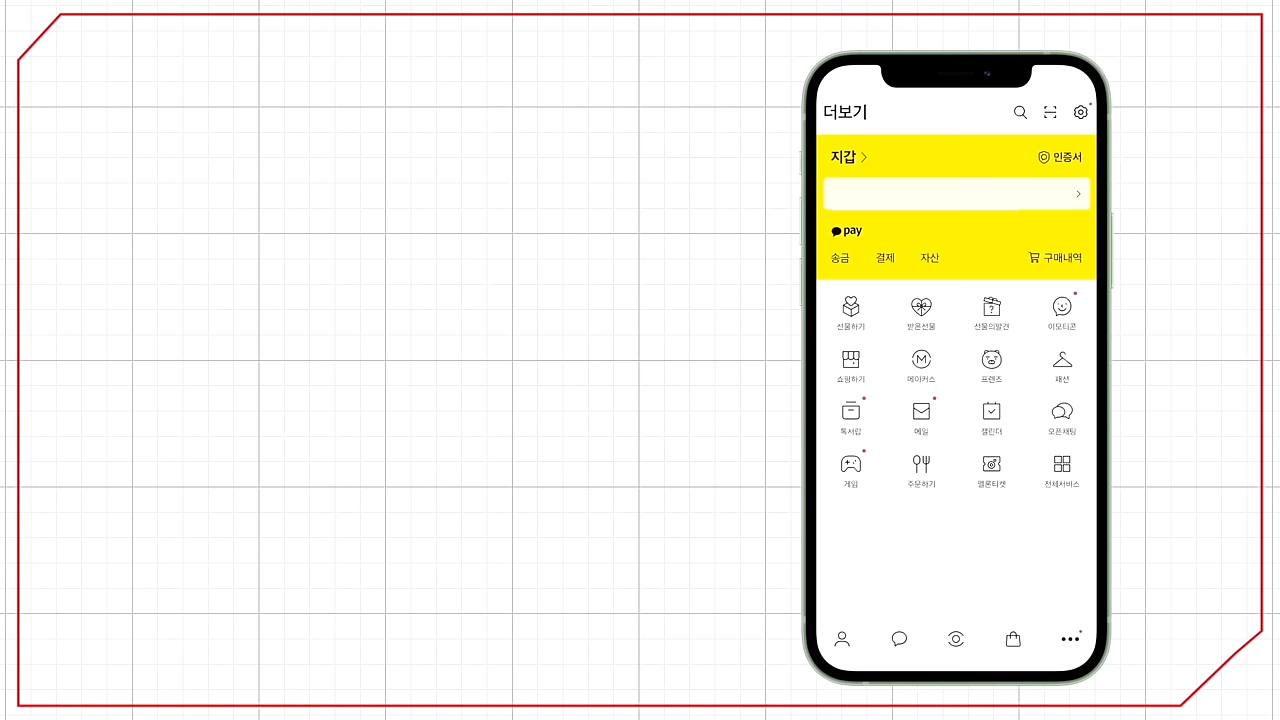 더보기
지갑 인증서
pay
송금 결제 자산 구매내역
선물하기 받은선물 선물의발견 이모티콘
쇼핑하기 메이커스 프렌즈 패션
톡서랍 메일 캘린더 오픈채팅
게임 주문하기 멜론티켓 전체서비스